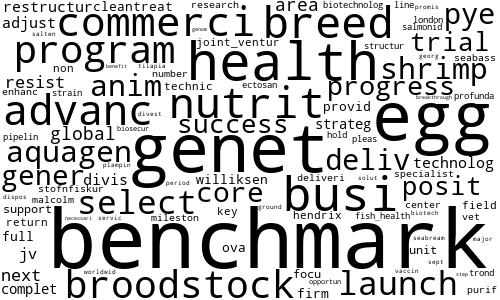 restructur cleantreat research area biotechnolog line promis
adjust commerci breed london pye
salten salmonid
program joint_ventur structur georg seabass
non health genom trial
resist benefit tilapia number shrimp
enhanc strain anim technic ectosan progress
advanc nutrit provid breakthrough profunda
biosecur divest success strateg hold pleas egg
pipelin global
aquagen plampin genet deliv technolog
gener divis period williksen deliveri solut specialist
stofnfiskur core busi posit
malcolm select key ground center field
dispos necessari servic mileston hendrix fish_health biotech vet
support
return benchmark seabream major
full ova unit
jv sept
next worldwid focu vaccin step trond
complet broodstock opportun launch
firm purif